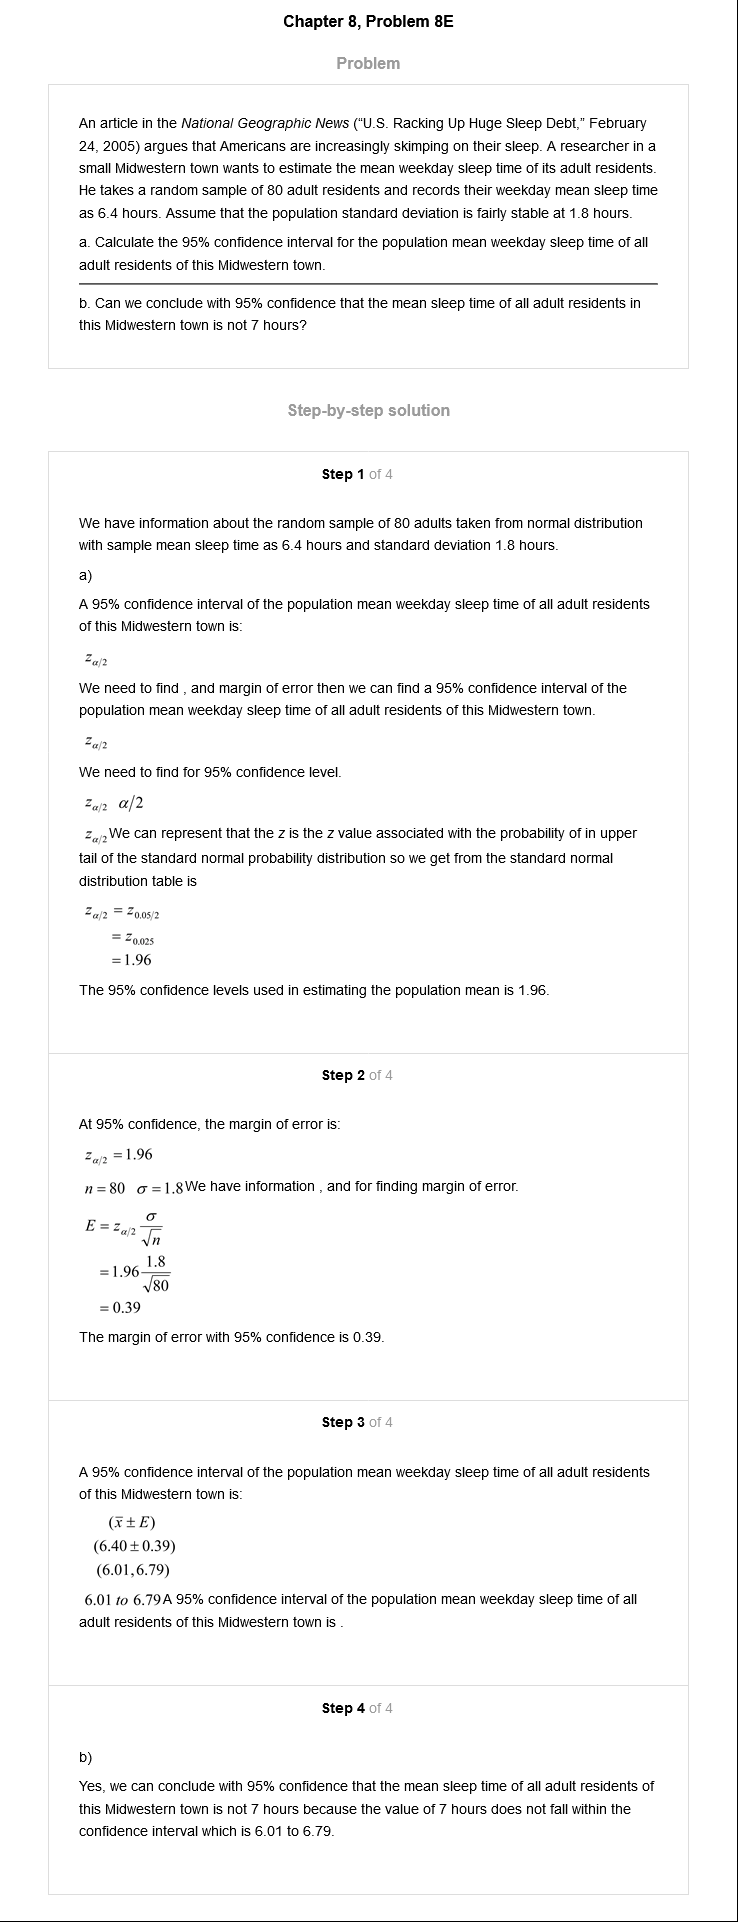 Chapter 8, Problem 8E
Problem
An article in the National Geographic News (“U.S. Racking Up Huge Sleep Debt,” February
24, 2005) argues that Americans are increasingly skimping on their sleep. A researcher in a
small Midwestern town wants to estimate the mean weekday sleep time of its adult residents.
He takes a random sample of 80 adult residents and records their weekday mean sleep time
as 6.4 hours. Assume that the population standard deviation is fairly stable at 1.8 hours.
a. Calculate the 95% confidence interval for the population mean weekday sleep time of all
adult residents of this Midwestern town.
b. Can we conclude with 95% confidence that the mean sleep time of all adult residents in
this Midwestern town is not 7 hours?
Step-by-step solution
Step 1 of 4
We have information about the random sample of 80 adults taken from normal distribution
with sample mean sleep time as 6.4 hours and standard deviation 1.8 hours.
a)
A 95% confidence interval of the population mean weekday sleep time of all adult residents
of this Midwestern town is:
z_{α/2}
We need to find , and margin of error then we can find a 95% confidence interval of the
population mean weekday sleep time of all adult residents of this Midwestern town.
z_{α/2}
We need to find for 95% confidence level.
z_{α/2} α/2
z_{α/2} We can represent that the z is the z value associated with the probability of in upper
tail of the standard normal probability distribution so we get from the standard normal
distribution table is
z_{α/2} = z_{0.05/2}
= z_{0.025}
= 1.96
The 95% confidence levels used in estimating the population mean is 1.96.
Step 2 of 4
At 95% confidence, the margin of error is:
z_{α/2} = 1.96
n = 80 σ = 1.8 We have information , and for finding margin of error.
E = z_{α/2} σ/√n
= 1.96 1.8/√80
= 0.39
The margin of error with 95% confidence is 0.39.
Step 3 of 4
A 95% confidence interval of the population mean weekday sleep time of all adult residents
of this Midwestern town is:
(x̅ ± E)
(6.40 ± 0.39)
(6.01, 6.79)
6.01 to 6.79 A 95% confidence interval of the population mean weekday sleep time of all
adult residents of this Midwestern town is .
Step 4 of 4
b)
Yes, we can conclude with 95% confidence that the mean sleep time of all adult residents of
this Midwestern town is not 7 hours because the value of 7 hours does not fall within the
confidence interval which is 6.01 to 6.79.